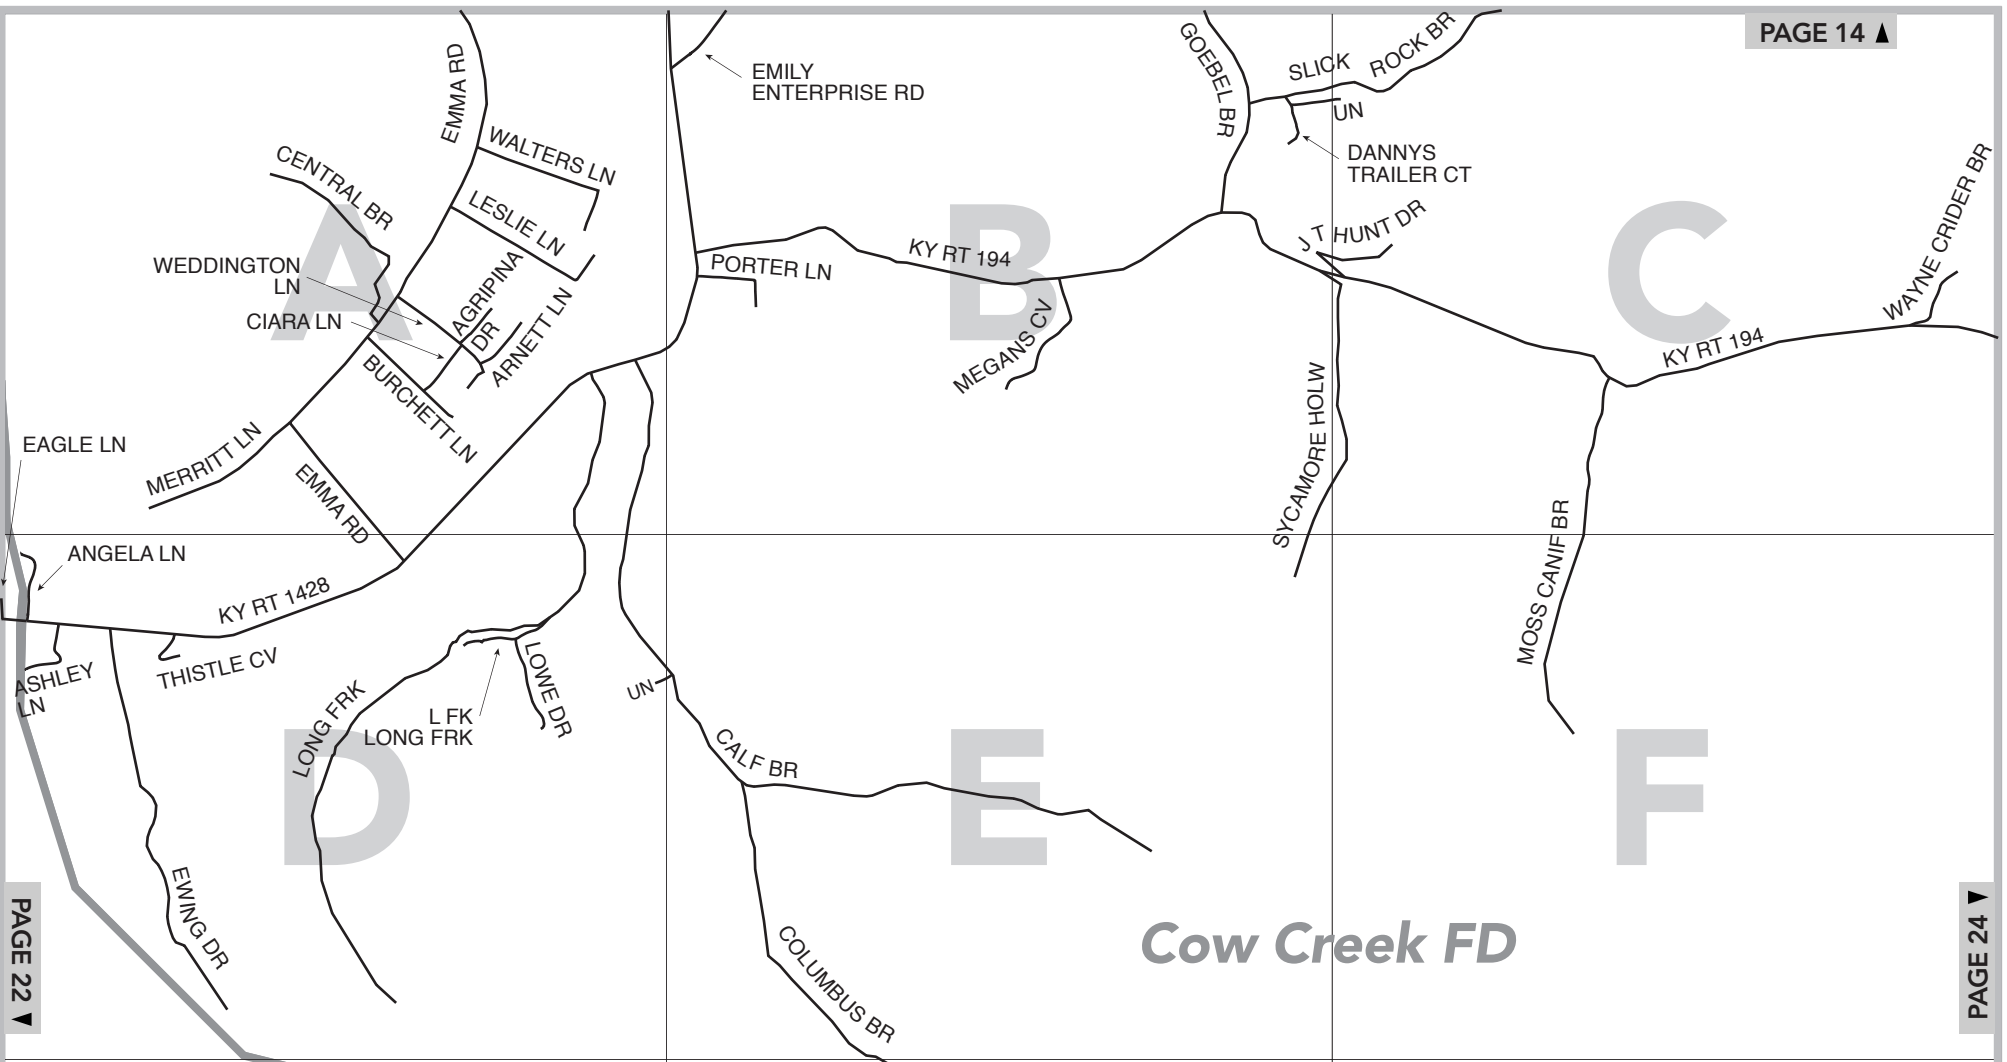 PAGE 14
EMMA RD
EMILY
ENTERPRISE RD
GOEBEL BR
SLICK ROCK BR
UN
DANNYS
TRAILER CT
WALTERS LN
CENTRAL BR
LESLIE LN
A
B
C
WEDDINGTON
LN
CIARA LN
AGRIPINA
DR
ARNETT LN
BURCHETT LN
PORTER LN
KY RT 194
MEGANS CV
J T HUNT DR
WAYNE CRIDER BR
KY RT 194
SYCAMORE HOLW
MOSS CANIF BR
MERRITT LN
EMMA RD
EAGLE LN
ANGELA LN
KY RT 1428
ASHLEY
LN
THISTLE CV
LONG FRK
L FK
LONG FRK
LOWE DR
UN
CALF BR
D
E
F
EWING DR
COLUMBUS BR
Cow Creek FD
PAGE 22
PAGE 24